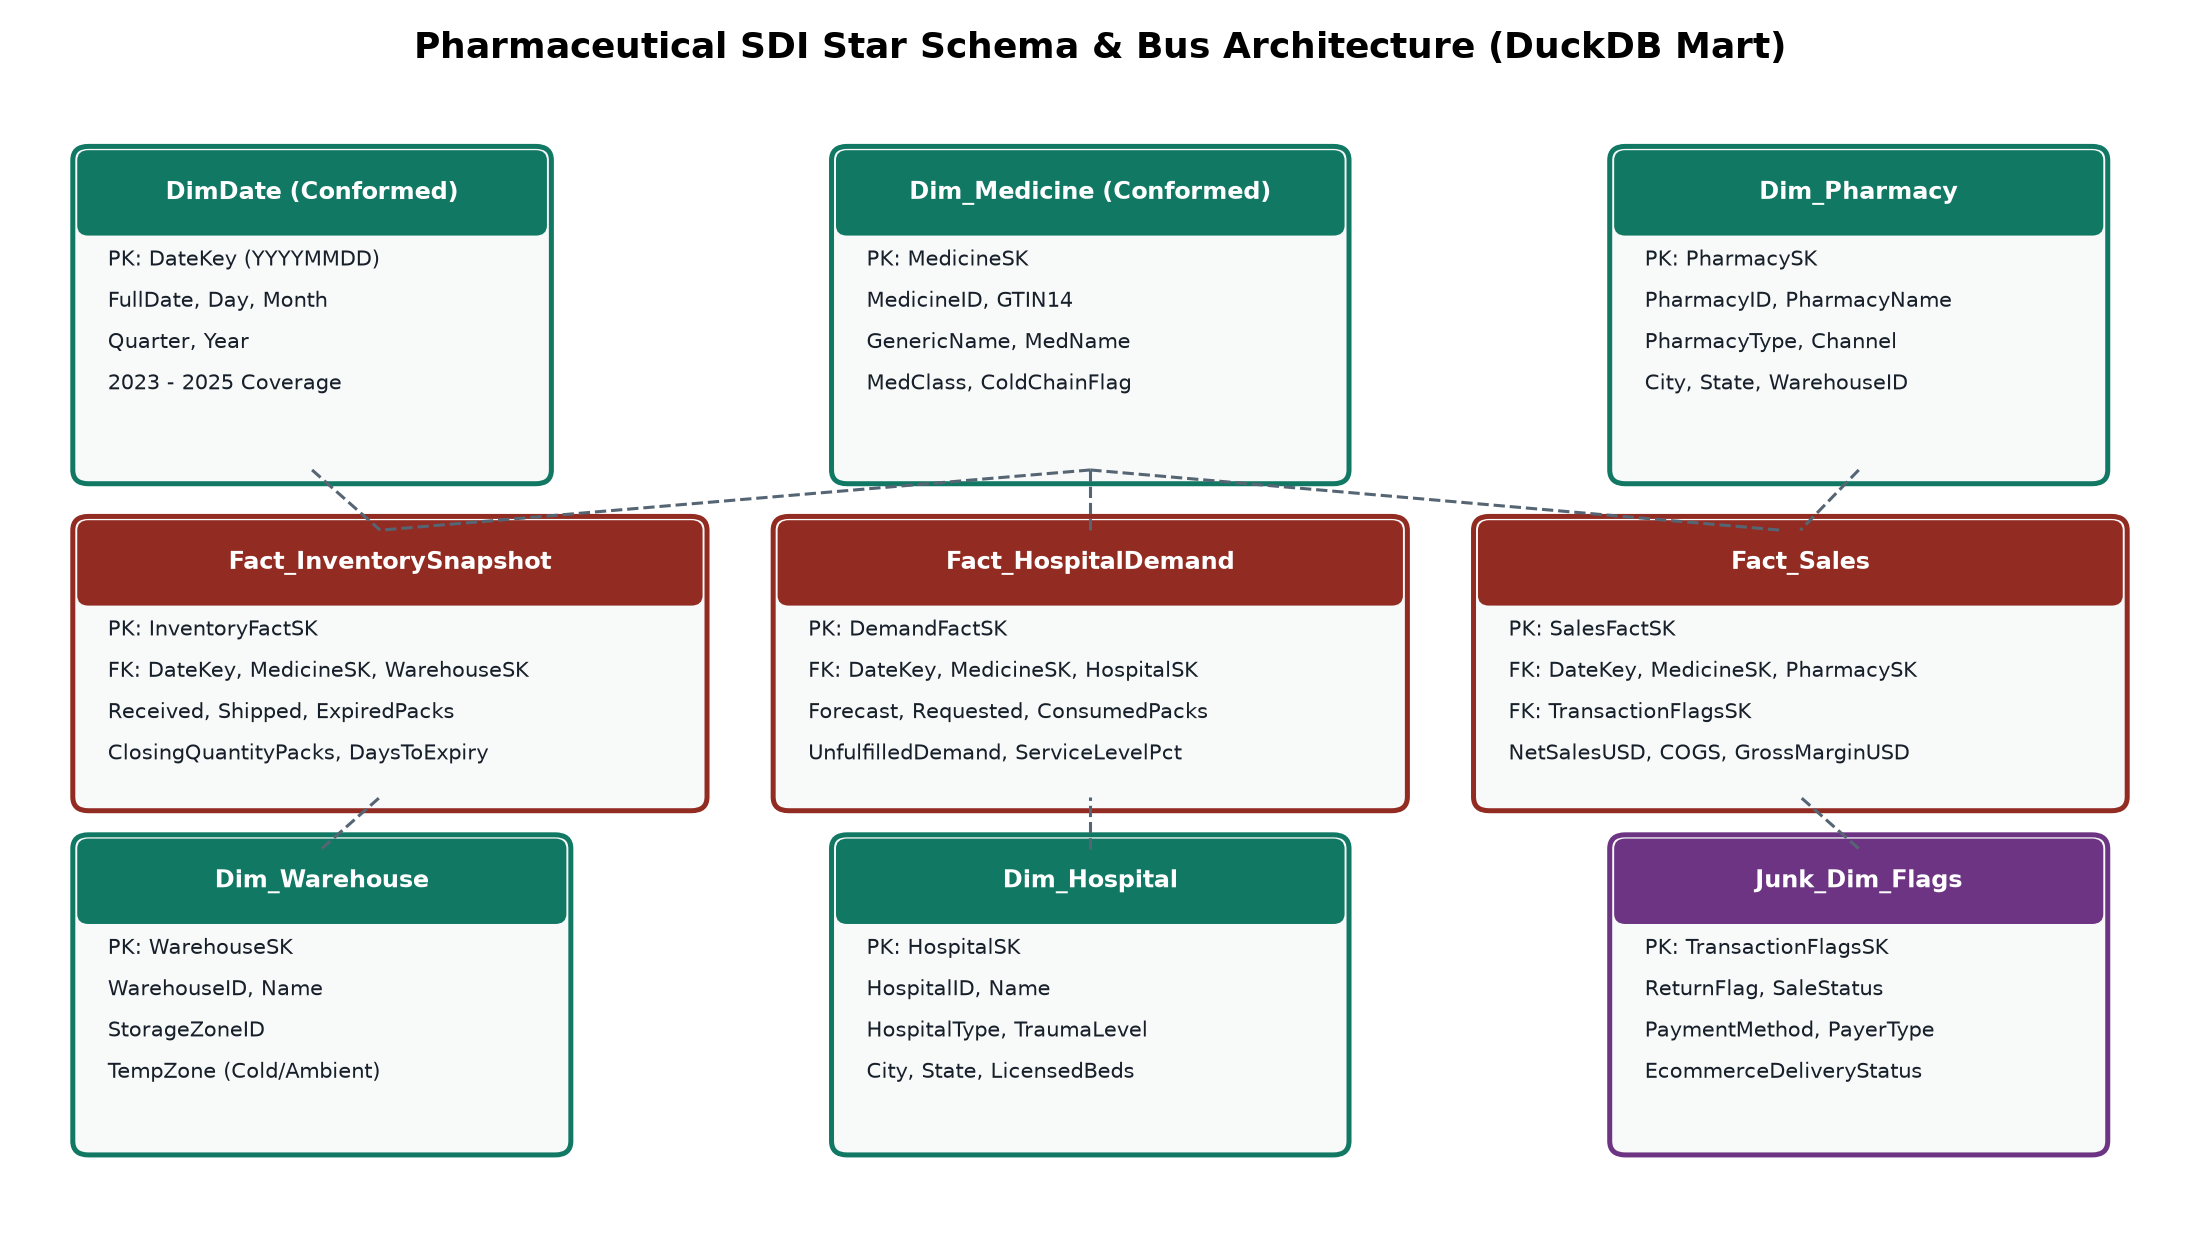 Pharmaceutical SDI Star Schema & Bus Architecture (DuckDB Mart)
DimDate (Conformed)
PK: DateKey (YYYYMMDD)
FullDate, Day, Month
Quarter, Year
2023 - 2025 Coverage
Dim_Medicine (Conformed)
PK: MedicineSK
MedicineID, GTIN14
GenericName, MedName
MedClass, ColdChainFlag
Dim_Pharmacy
PK: PharmacySK
PharmacyID, PharmacyName
PharmacyType, Channel
City, State, WarehouseID
Fact_InventorySnapshot
PK: InventoryFactSK
FK: DateKey, MedicineSK, WarehouseSK
Received, Shipped, ExpiredPacks
ClosingQuantityPacks, DaysToExpiry
Fact_HospitalDemand
PK: DemandFactSK
FK: DateKey, MedicineSK, HospitalSK
Forecast, Requested, ConsumedPacks
UnfulfilledDemand, ServiceLevelPct
Fact_Sales
PK: SalesFactSK
FK: DateKey, MedicineSK, PharmacySK
FK: TransactionFlagsSK
NetSalesUSD, COGS, GrossMarginUSD
Dim_Warehouse
PK: WarehouseSK
WarehouseID, Name
StorageZoneID
TempZone (Cold/Ambient)
Dim_Hospital
PK: HospitalSK
HospitalID, Name
HospitalType, TraumaLevel
City, State, LicensedBeds
Junk_Dim_Flags
PK: TransactionFlagsSK
ReturnFlag, SaleStatus
PaymentMethod, PayerType
EcommerceDeliveryStatus